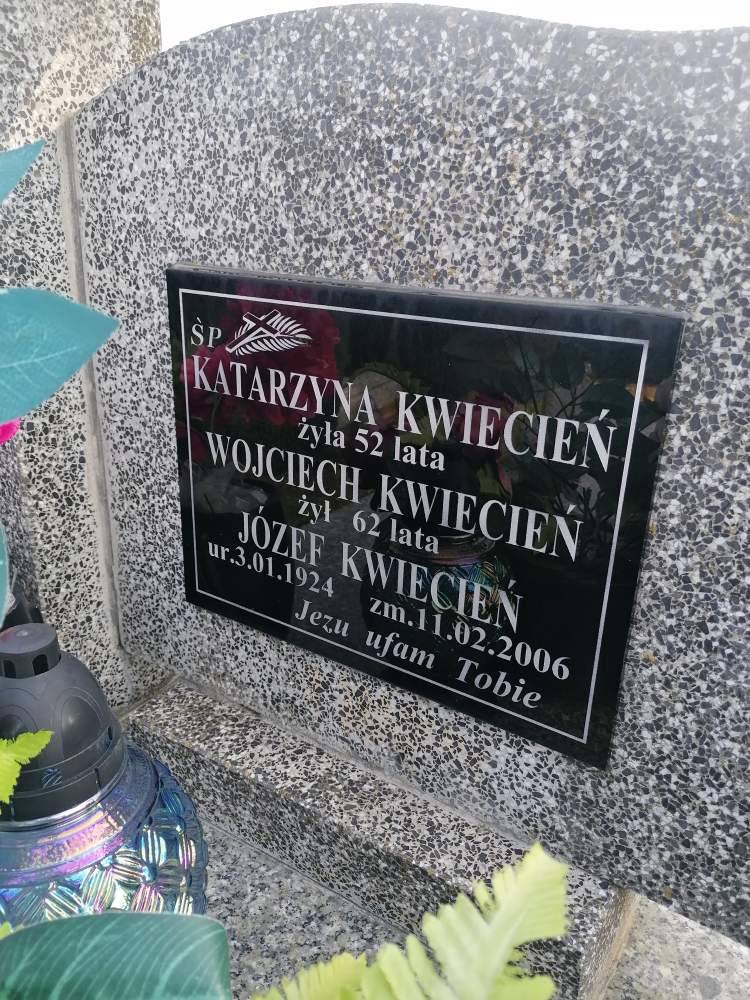 ŚP
KATARZYNA KWIECIEŃ
żyła 52 lata
WOJCIECH KWIECIEŃ
żył 62 lata
JÓZEF KWIECIEŃ
ur.3.01.1924 zm.11.02.2006
Jezu ufam Tobie